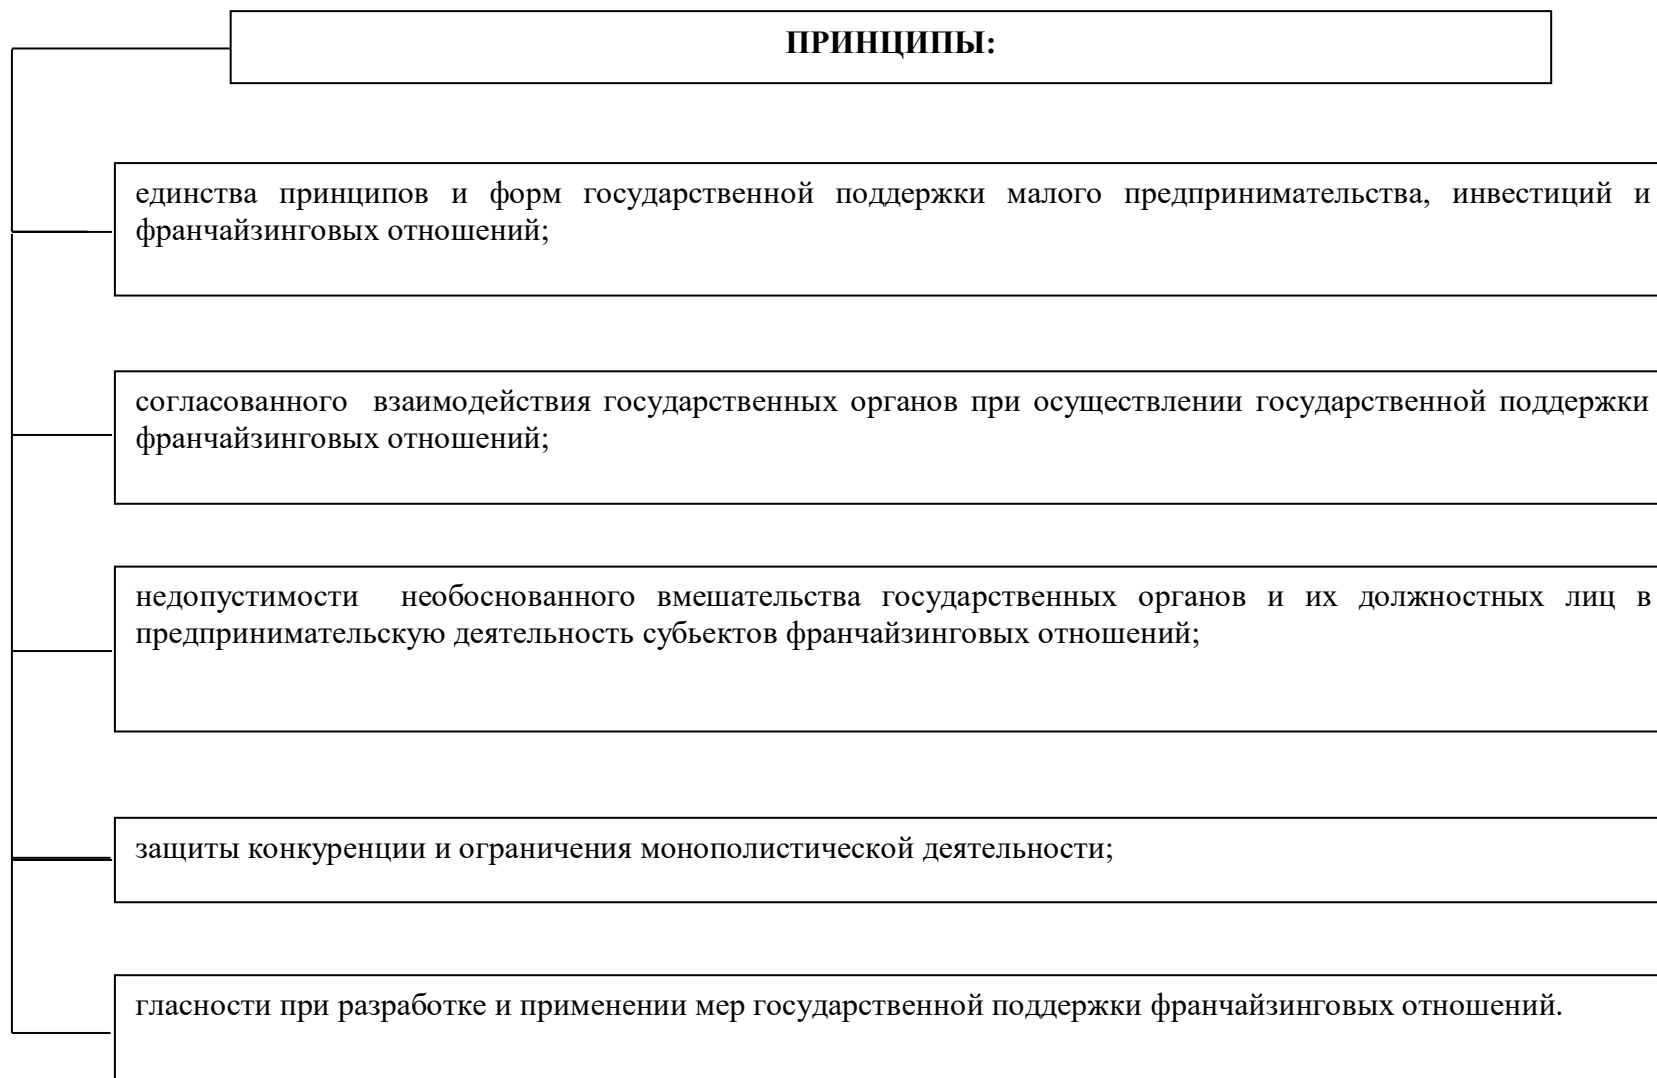 ПРИНЦИПЫ:
единства принципов и форм государственной поддержки малого предпринимательства, инвестиций и
франчайзинговых отношений;
согласованного взаимодействия государственных органов при осуществлении государственной поддержки
франчайзинговых отношений;
недопустимости необоснованного вмешательства государственных органов и их должностных лиц в
предпринимательскую деятельность субьектов франчайзинговых отношений;
защиты конкуренции и ограничения монополистической деятельности;
гласности при разработке и применении мер государственной поддержки франчайзинговых отношений.